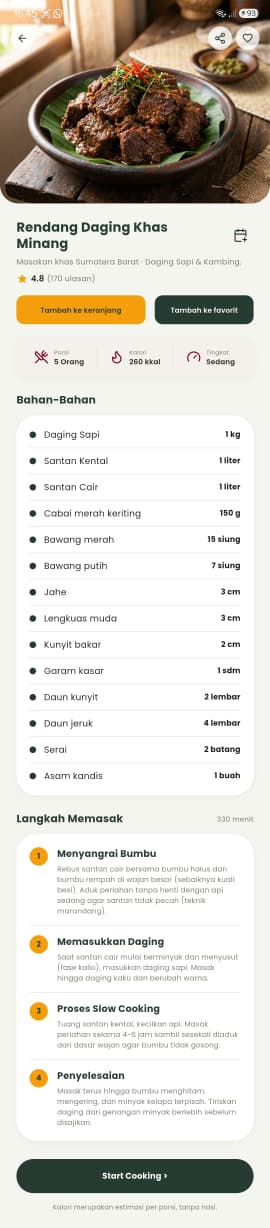 16.45
93
Rendang Daging Khas
Minang
Masakan khas Sumatera Barat · Daging Sapi & Kambing.
4.8 (170 ulasan)
Tambah ke keranjang
Tambah ke favorit
Porsi
5 Orang
Kalori
260 kkal
Tingkat
Sedang
Bahan-Bahan
Daging Sapi 1 kg
Santan Kental 1 liter
Santan Cair 1 liter
Cabai merah keriting 150 g
Bawang merah 15 siung
Bawang putih 7 siung
Jahe 3 cm
Lengkuas muda 3 cm
Kunyit bakar 2 cm
Garam kasar 1 sdm
Daun kunyit 2 lembar
Daun jeruk 4 lembar
Serai 2 batang
Asam kandis 1 buah
Langkah Memasak 330 menit
1 Menyangrai Bumbu
Rebus santan cair bersama bumbu halus dan
bumbu rempah di wajan besar (sebaiknya kuali
besi). Aduk perlahan tanpa henti dengan api
sedang agar santan tidak pecah (teknik
marandang).
2 Memasukkan Daging
Saat santan cair mulai berminyak dan menyusut
(fase kalio), masukkan daging sapi. Masak
hingga daging kaku dan berubah warna.
3 Proses Slow Cooking
Tuang santan kental, kecilkan api. Masak
perlahan selama 4-6 jam sambil sesekali diaduk
dari dasar wajan agar bumbu tidak gosong.
4 Penyelesaian
Masak terus hingga bumbu menghitam,
mengering, dan minyak kelapa terpisah. Tiriskan
daging dari genangan minyak berlebih sebelum
disajikan.
Start Cooking >
Kalori merupakan estimasi per porsi, tanpa nasi.